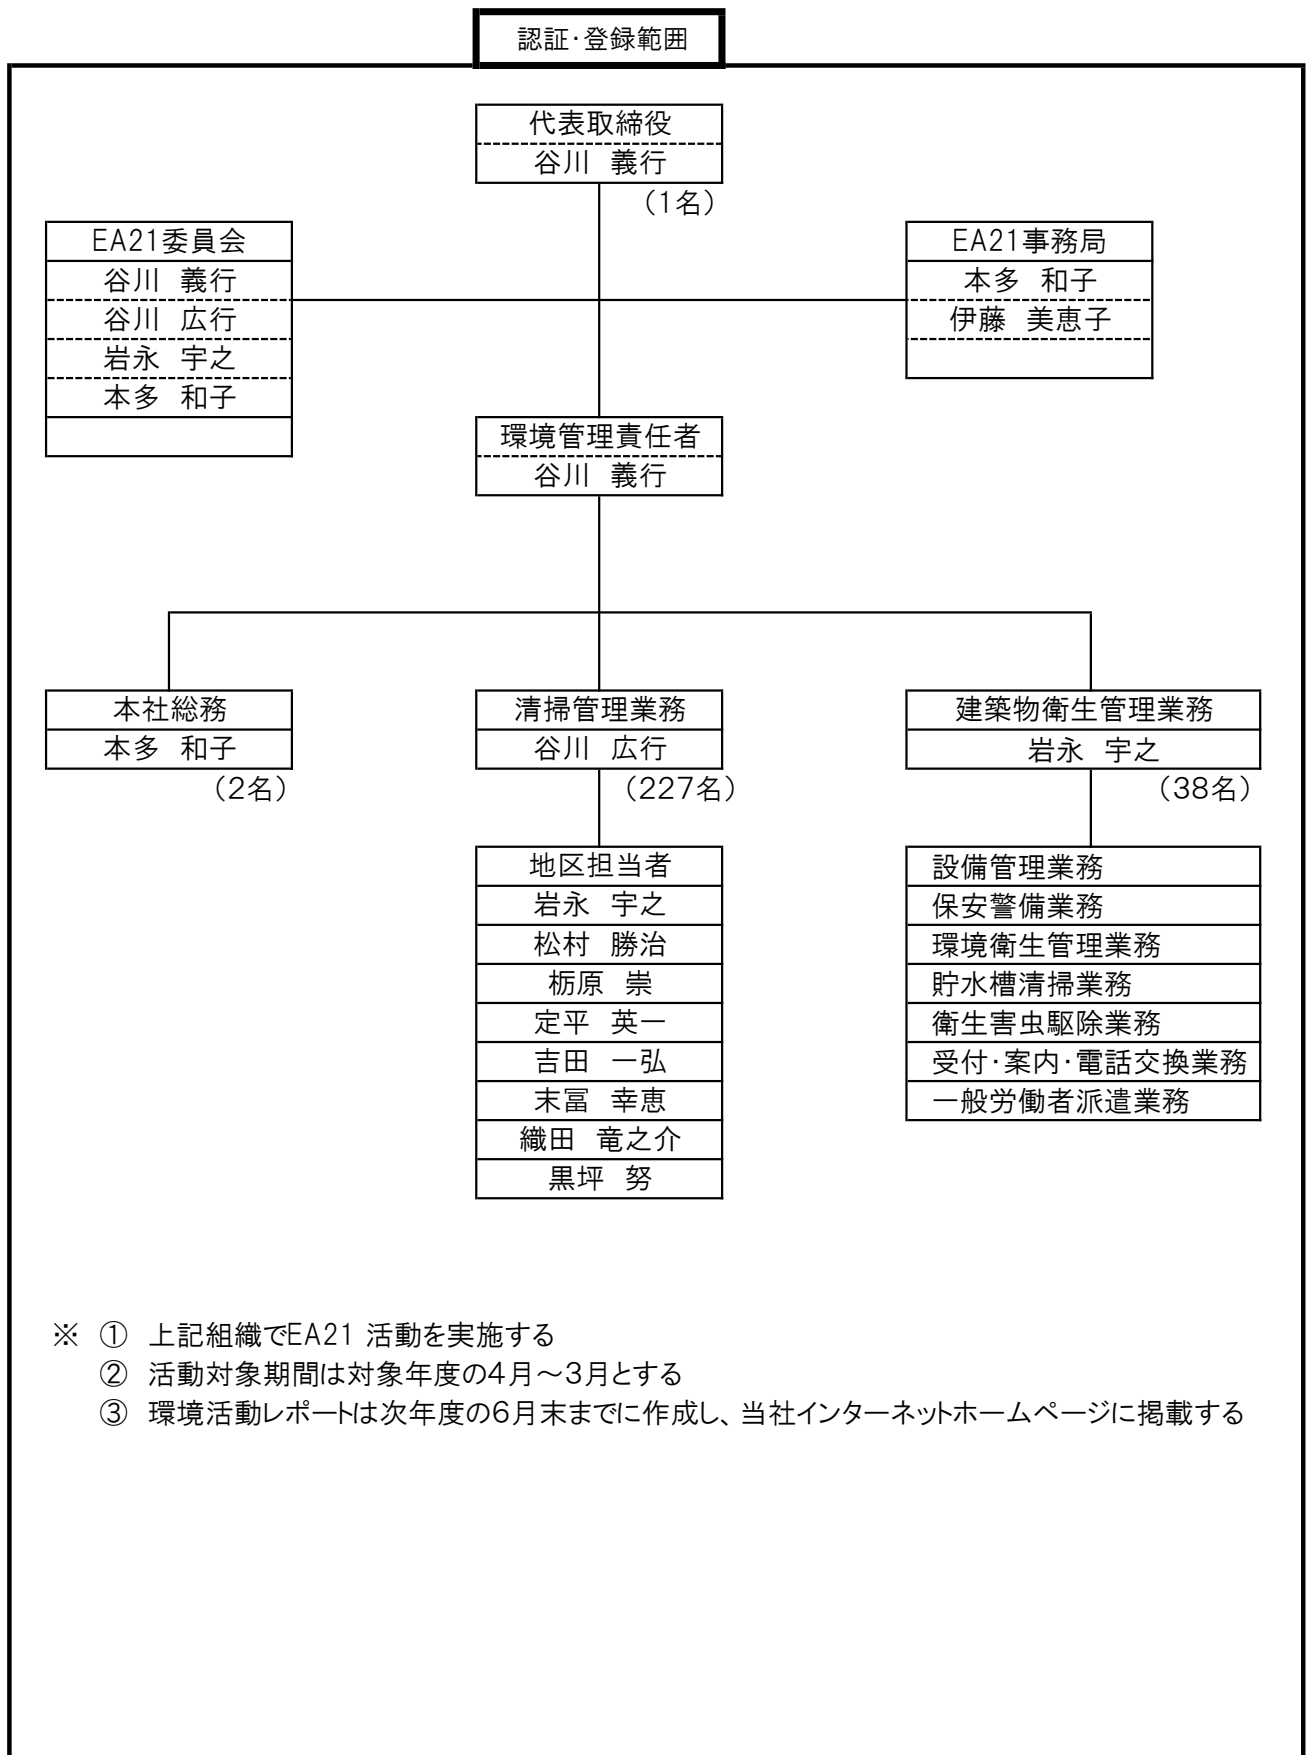 認証・登録範囲
代表取締役
谷川 義行
（1名）
EA21委員会
谷川 義行
谷川 広行
岩永 宇之
本多 和子
EA21事務局
本多 和子
伊藤 美恵子
環境管理責任者
谷川 義行
本社総務
本多 和子
（2名）
清掃管理業務
谷川 広行
（227名）
建築物衛生管理業務
岩永 宇之
（38名）
地区担当者
岩永 宇之
松村 勝治
栃原 崇
定平 英一
吉田 一弘
末冨 幸恵
織田 竜之介
黒坪 努
設備管理業務
保安警備業務
環境衛生管理業務
貯水槽清掃業務
衛生害虫駆除業務
受付・案内・電話交換業務
一般労働者派遣業務
※ ① 上記組織でEA21 活動を実施する
② 活動対象期間は対象年度の4月～3月とする
③ 環境活動レポートは次年度の6月末までに作成し、当社インターネットホームページに掲載する